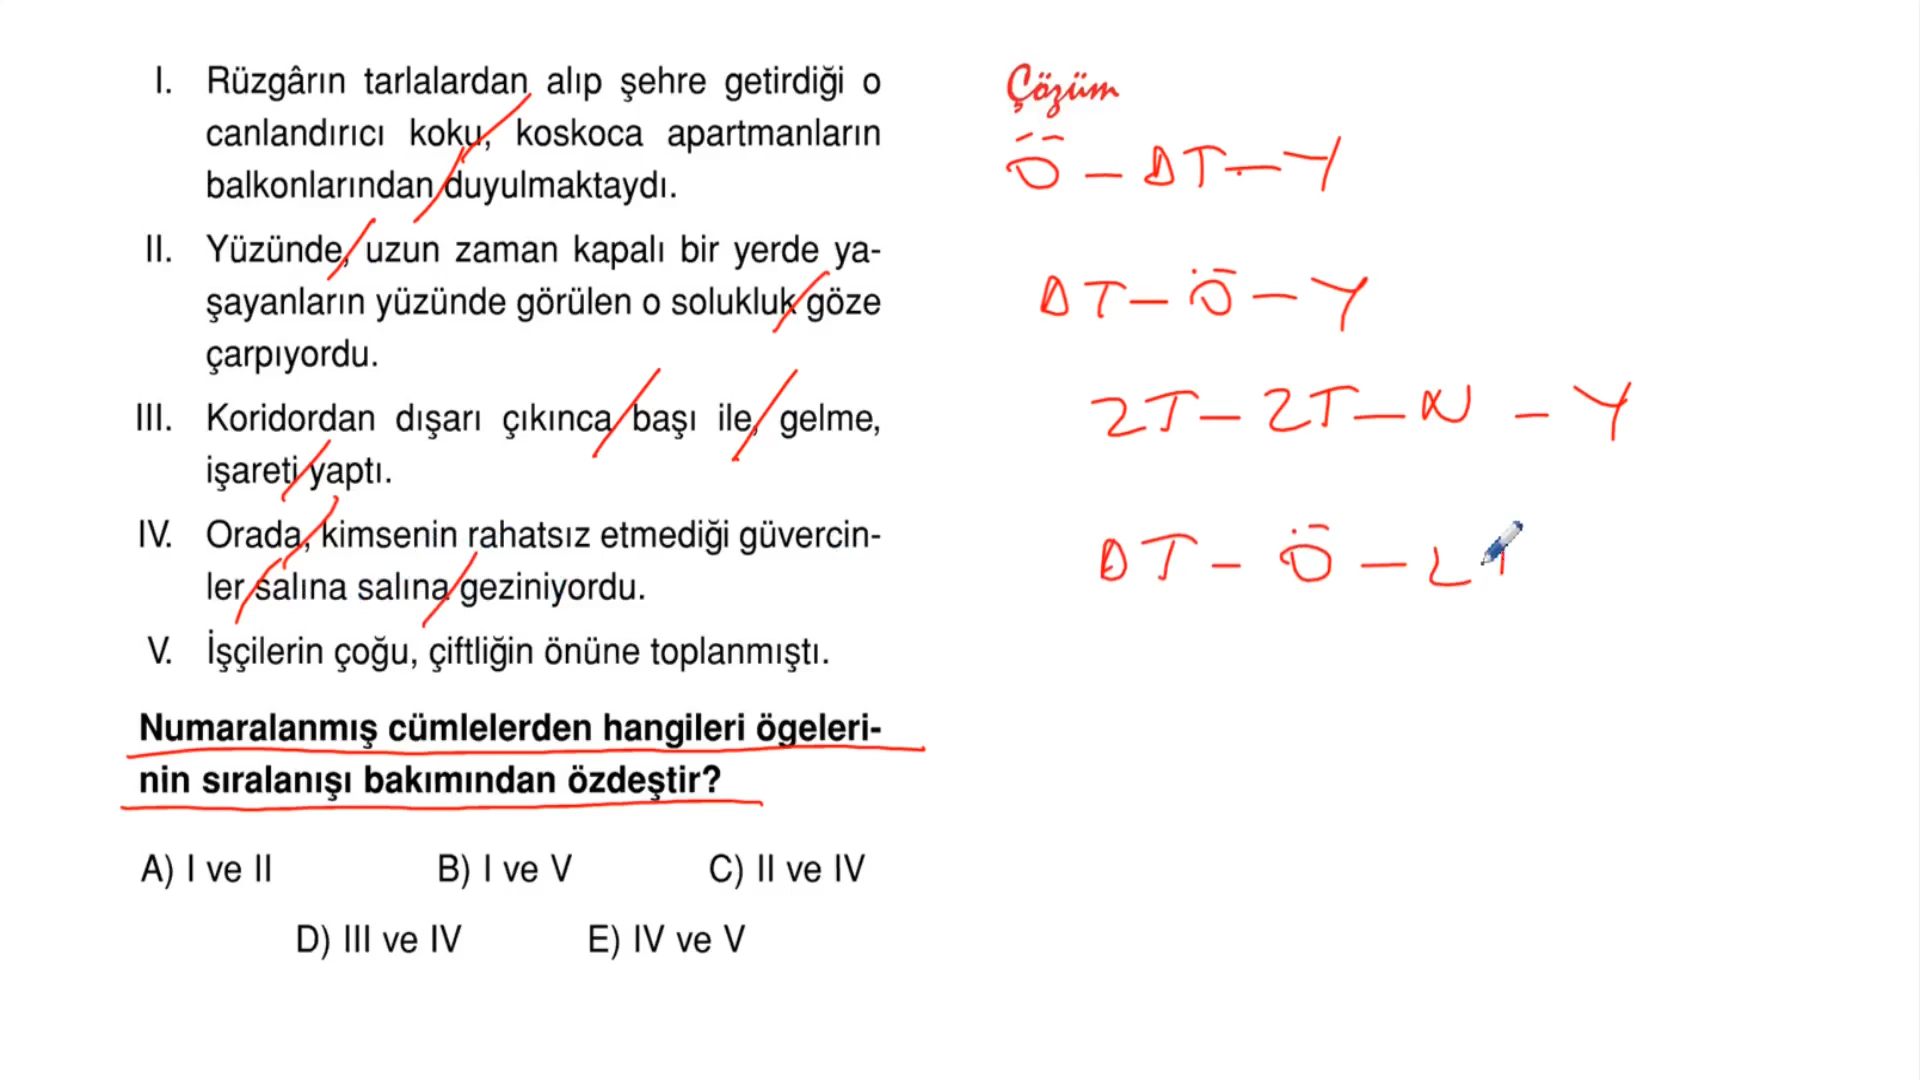 I. Rüzgârın tarlalardan alıp şehre getirdiği o
canlandırıcı koku, koskoca apartmanların
balkonlarından duyulmaktaydı.
II. Yüzünde, uzun zaman kapalı bir yerde ya-
şayanların yüzünde görülen o solukluk göze
çarpıyordu.
III. Koridordan dışarı çıkınca başı ile, gelme,
işareti yaptı.
IV. Orada, kimsenin rahatsız etmediği güvercin-
ler salına salına geziniyordu.
V. İşçilerin çoğu, çiftliğin önüne toplanmıştı.
Numaralanmış cümlelerden hangileri ögeleri-
nin sıralanışı bakımından özdeştir?
A) I ve II B) I ve V C) II ve IV
D) III ve IV E) IV ve V
Çözüm
Ö – DT – Y
DT – Ö – Y
ZT – ZT – N – Y
DT – Ö – ZT